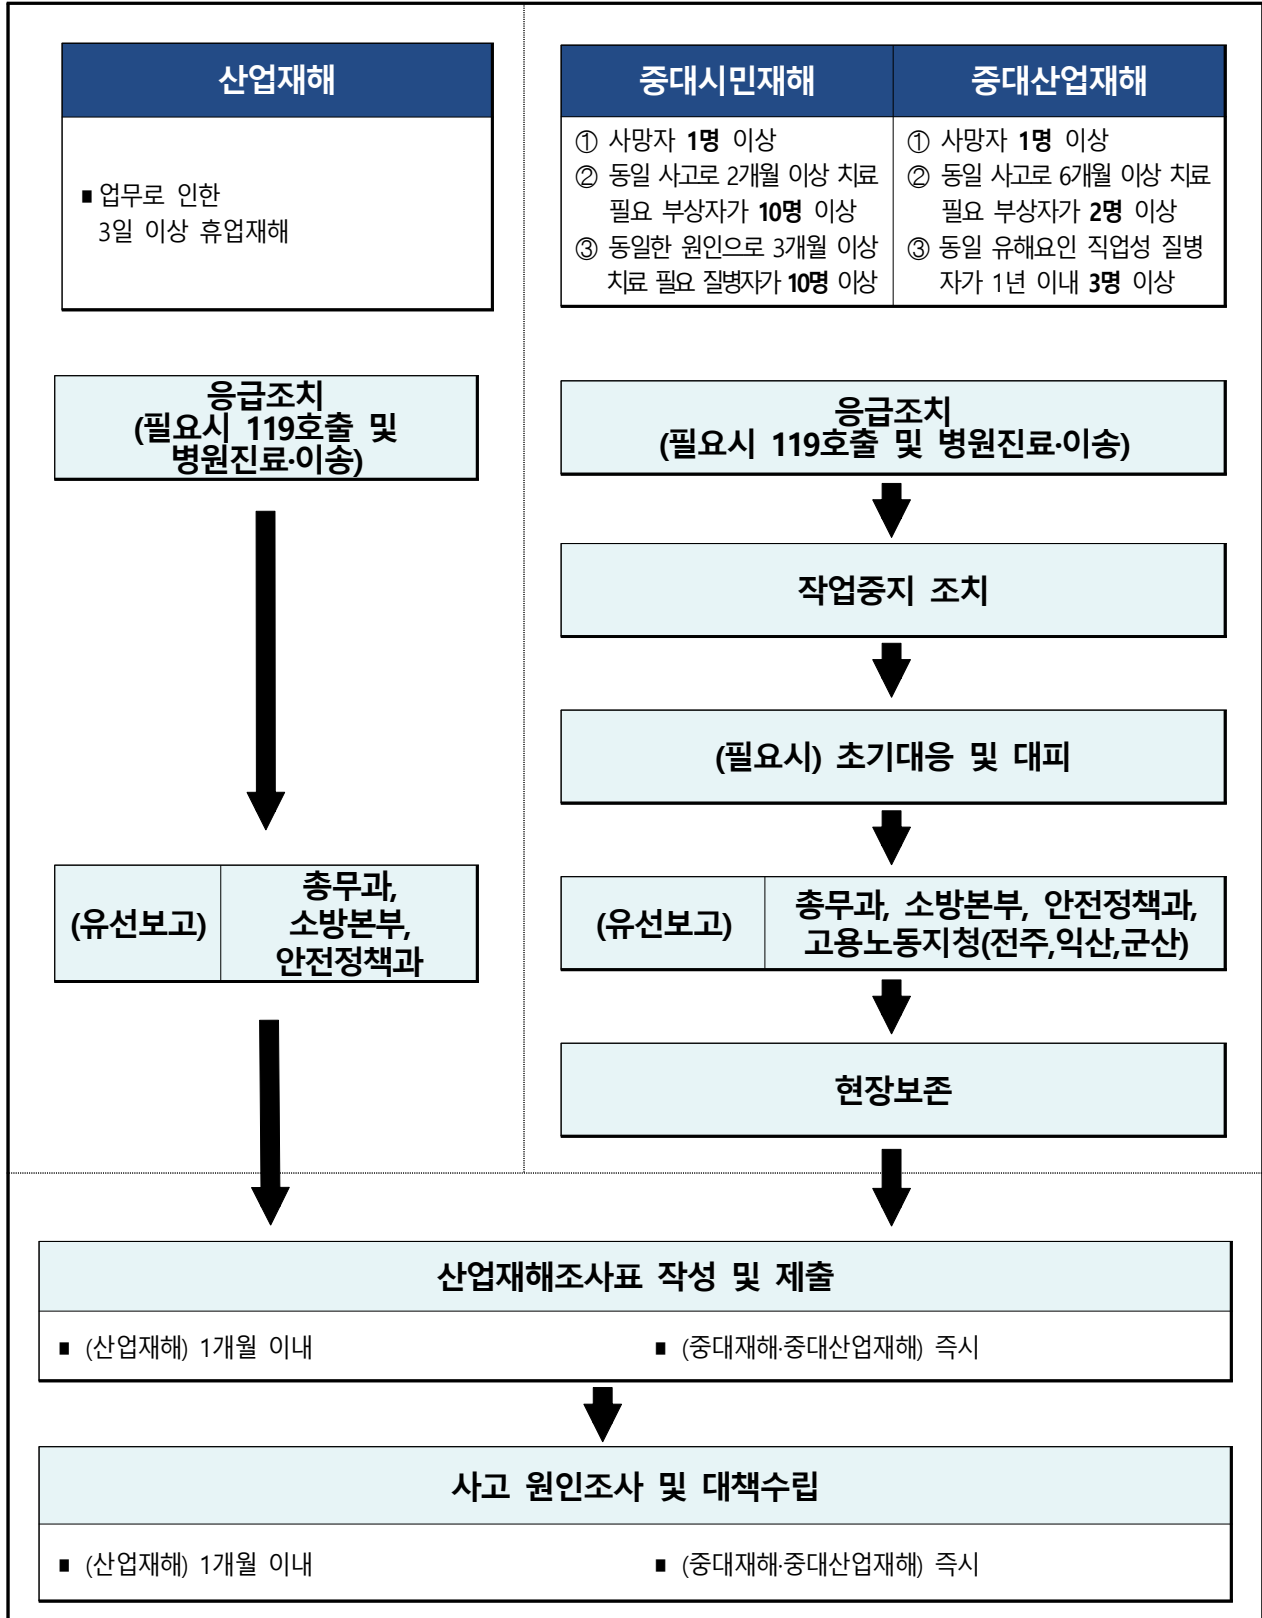 산업재해
■ 업무로 인한
3일 이상 휴업재해
중대시민재해
중대산업재해
① 사망자 1명 이상
② 동일 사고로 2개월 이상 치료
필요 부상자가 10명 이상
③ 동일한 원인으로 3개월 이상
치료 필요 질병자가 10명 이상
① 사망자 1명 이상
② 동일 사고로 6개월 이상 치료
필요 부상자가 2명 이상
③ 동일 유해요인 직업성 질병
자가 1년 이내 3명 이상
응급조치
(필요시 119호출 및
병원진료·이송)
(유선보고)
총무과,
소방본부,
안전정책과
응급조치
(필요시 119호출 및 병원진료·이송)
작업중지 조치
(필요시) 초기대응 및 대피
(유선보고)
총무과, 소방본부, 안전정책과,
고용노동지청(전주,익산,군산)
현장보존
산업재해조사표 작성 및 제출
■ (산업재해) 1개월 이내
■ (중대재해·중대산업재해) 즉시
사고 원인조사 및 대책수립
■ (산업재해) 1개월 이내
■ (중대재해·중대산업재해) 즉시